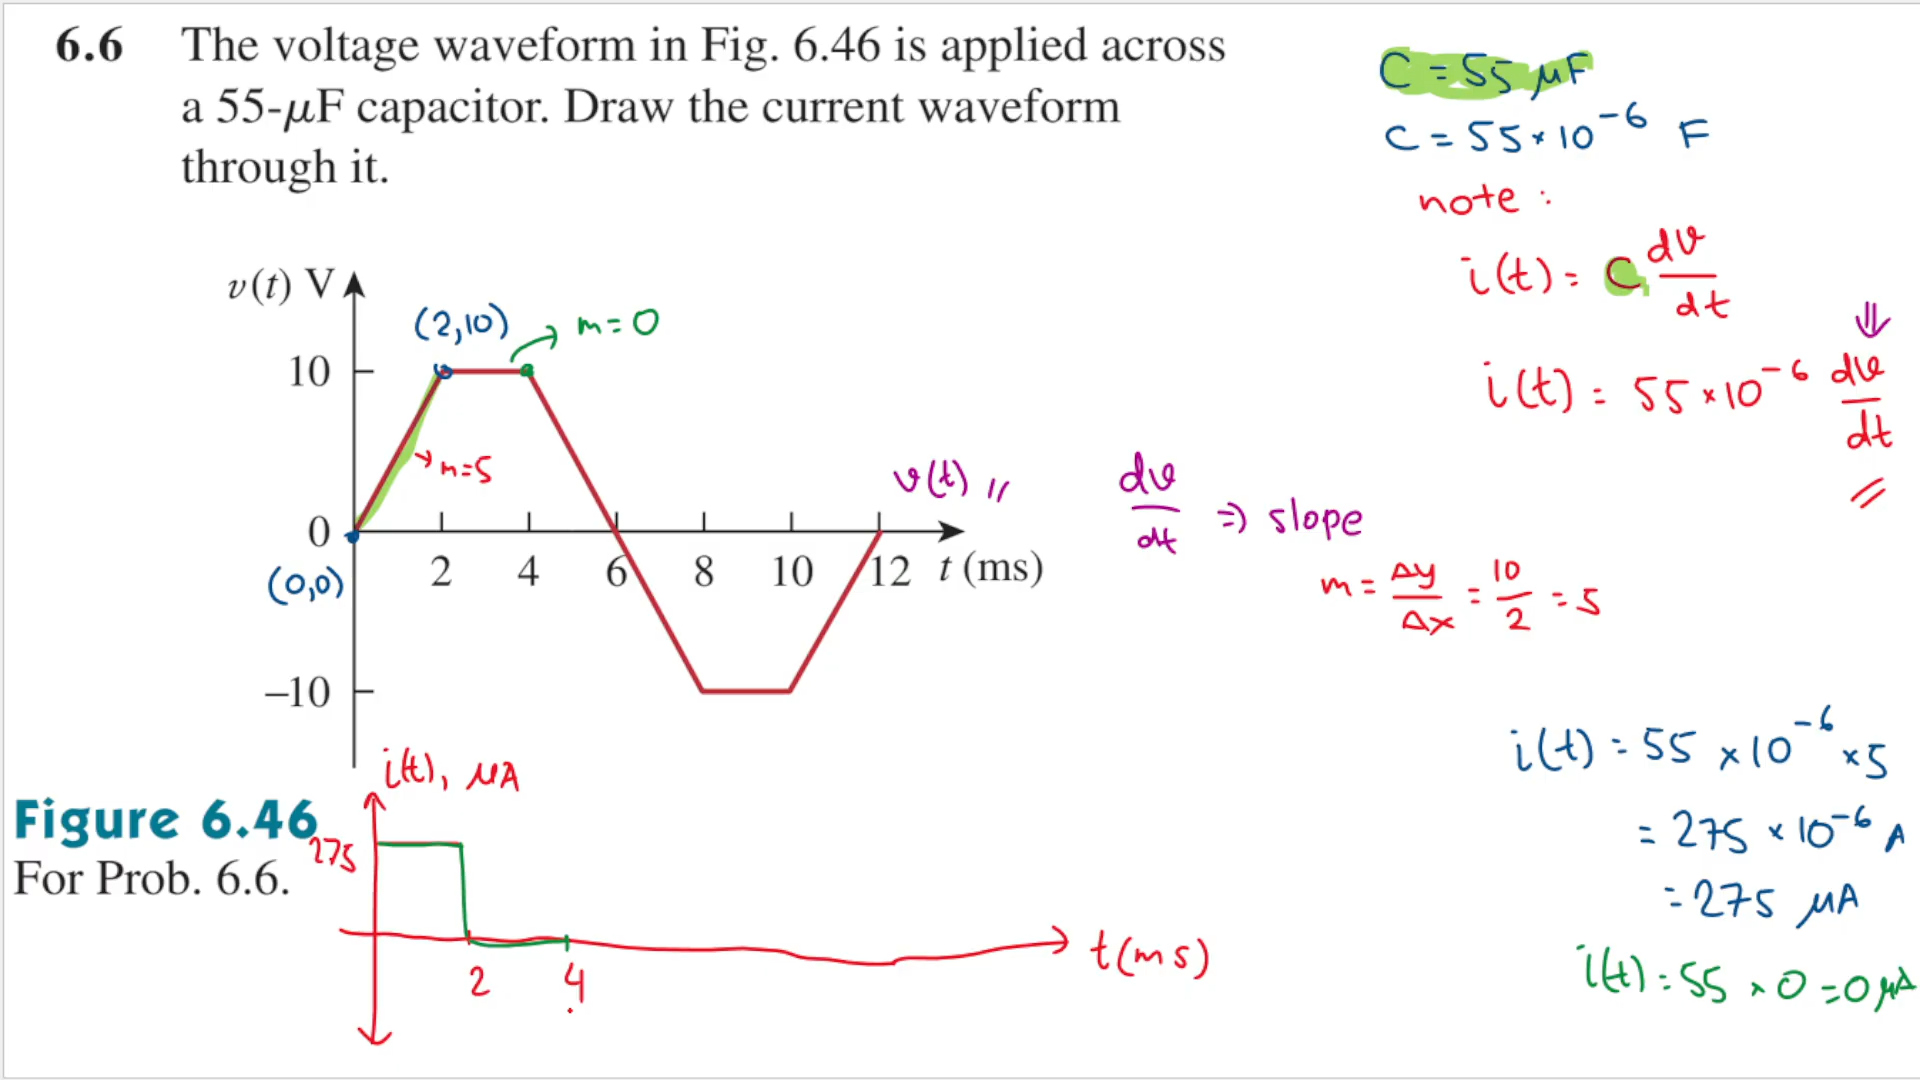 6.6 The voltage waveform in Fig. 6.46 is applied across
a 55-μF capacitor. Draw the current waveform
through it.
C = 55 μF
C = 55 × 10⁻⁶ F
note :
i(t) = C dv/dt
⇓
i(t) = 55 × 10⁻⁶ dv/dt
v(t) V
(2,10) → m = 0
10
→ m=5
v(t) //
dv/dt ⇒ slope
0
2 4 6 8 10 12 t (ms)
(0,0)
m = Δy/Δx = 10/2 = 5
–10
i(t) = 55 × 10⁻⁶ × 5
= 275 × 10⁻⁶ A
= 275 μA
i(t) = 55 × 0 = 0 μA
i(t), μA
Figure 6.46
For Prob. 6.6.
275
2 4 t(ms)